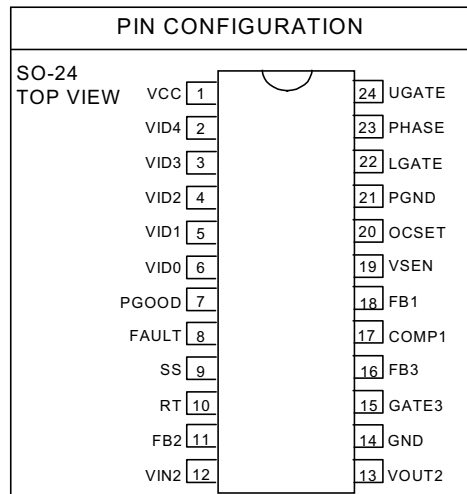 PIN CONFIGURATION
SO-24
TOP VIEW
VCC 1 24 UGATE
VID4 2 23 PHASE
VID3 3 22 LGATE
VID2 4 21 PGND
VID1 5 20 OCSET
VID0 6 19 VSEN
PGOOD 7 18 FB1
FAULT 8 17 COMP1
SS 9 16 FB3
RT 10 15 GATE3
FB2 11 14 GND
VIN2 12 13 VOUT2